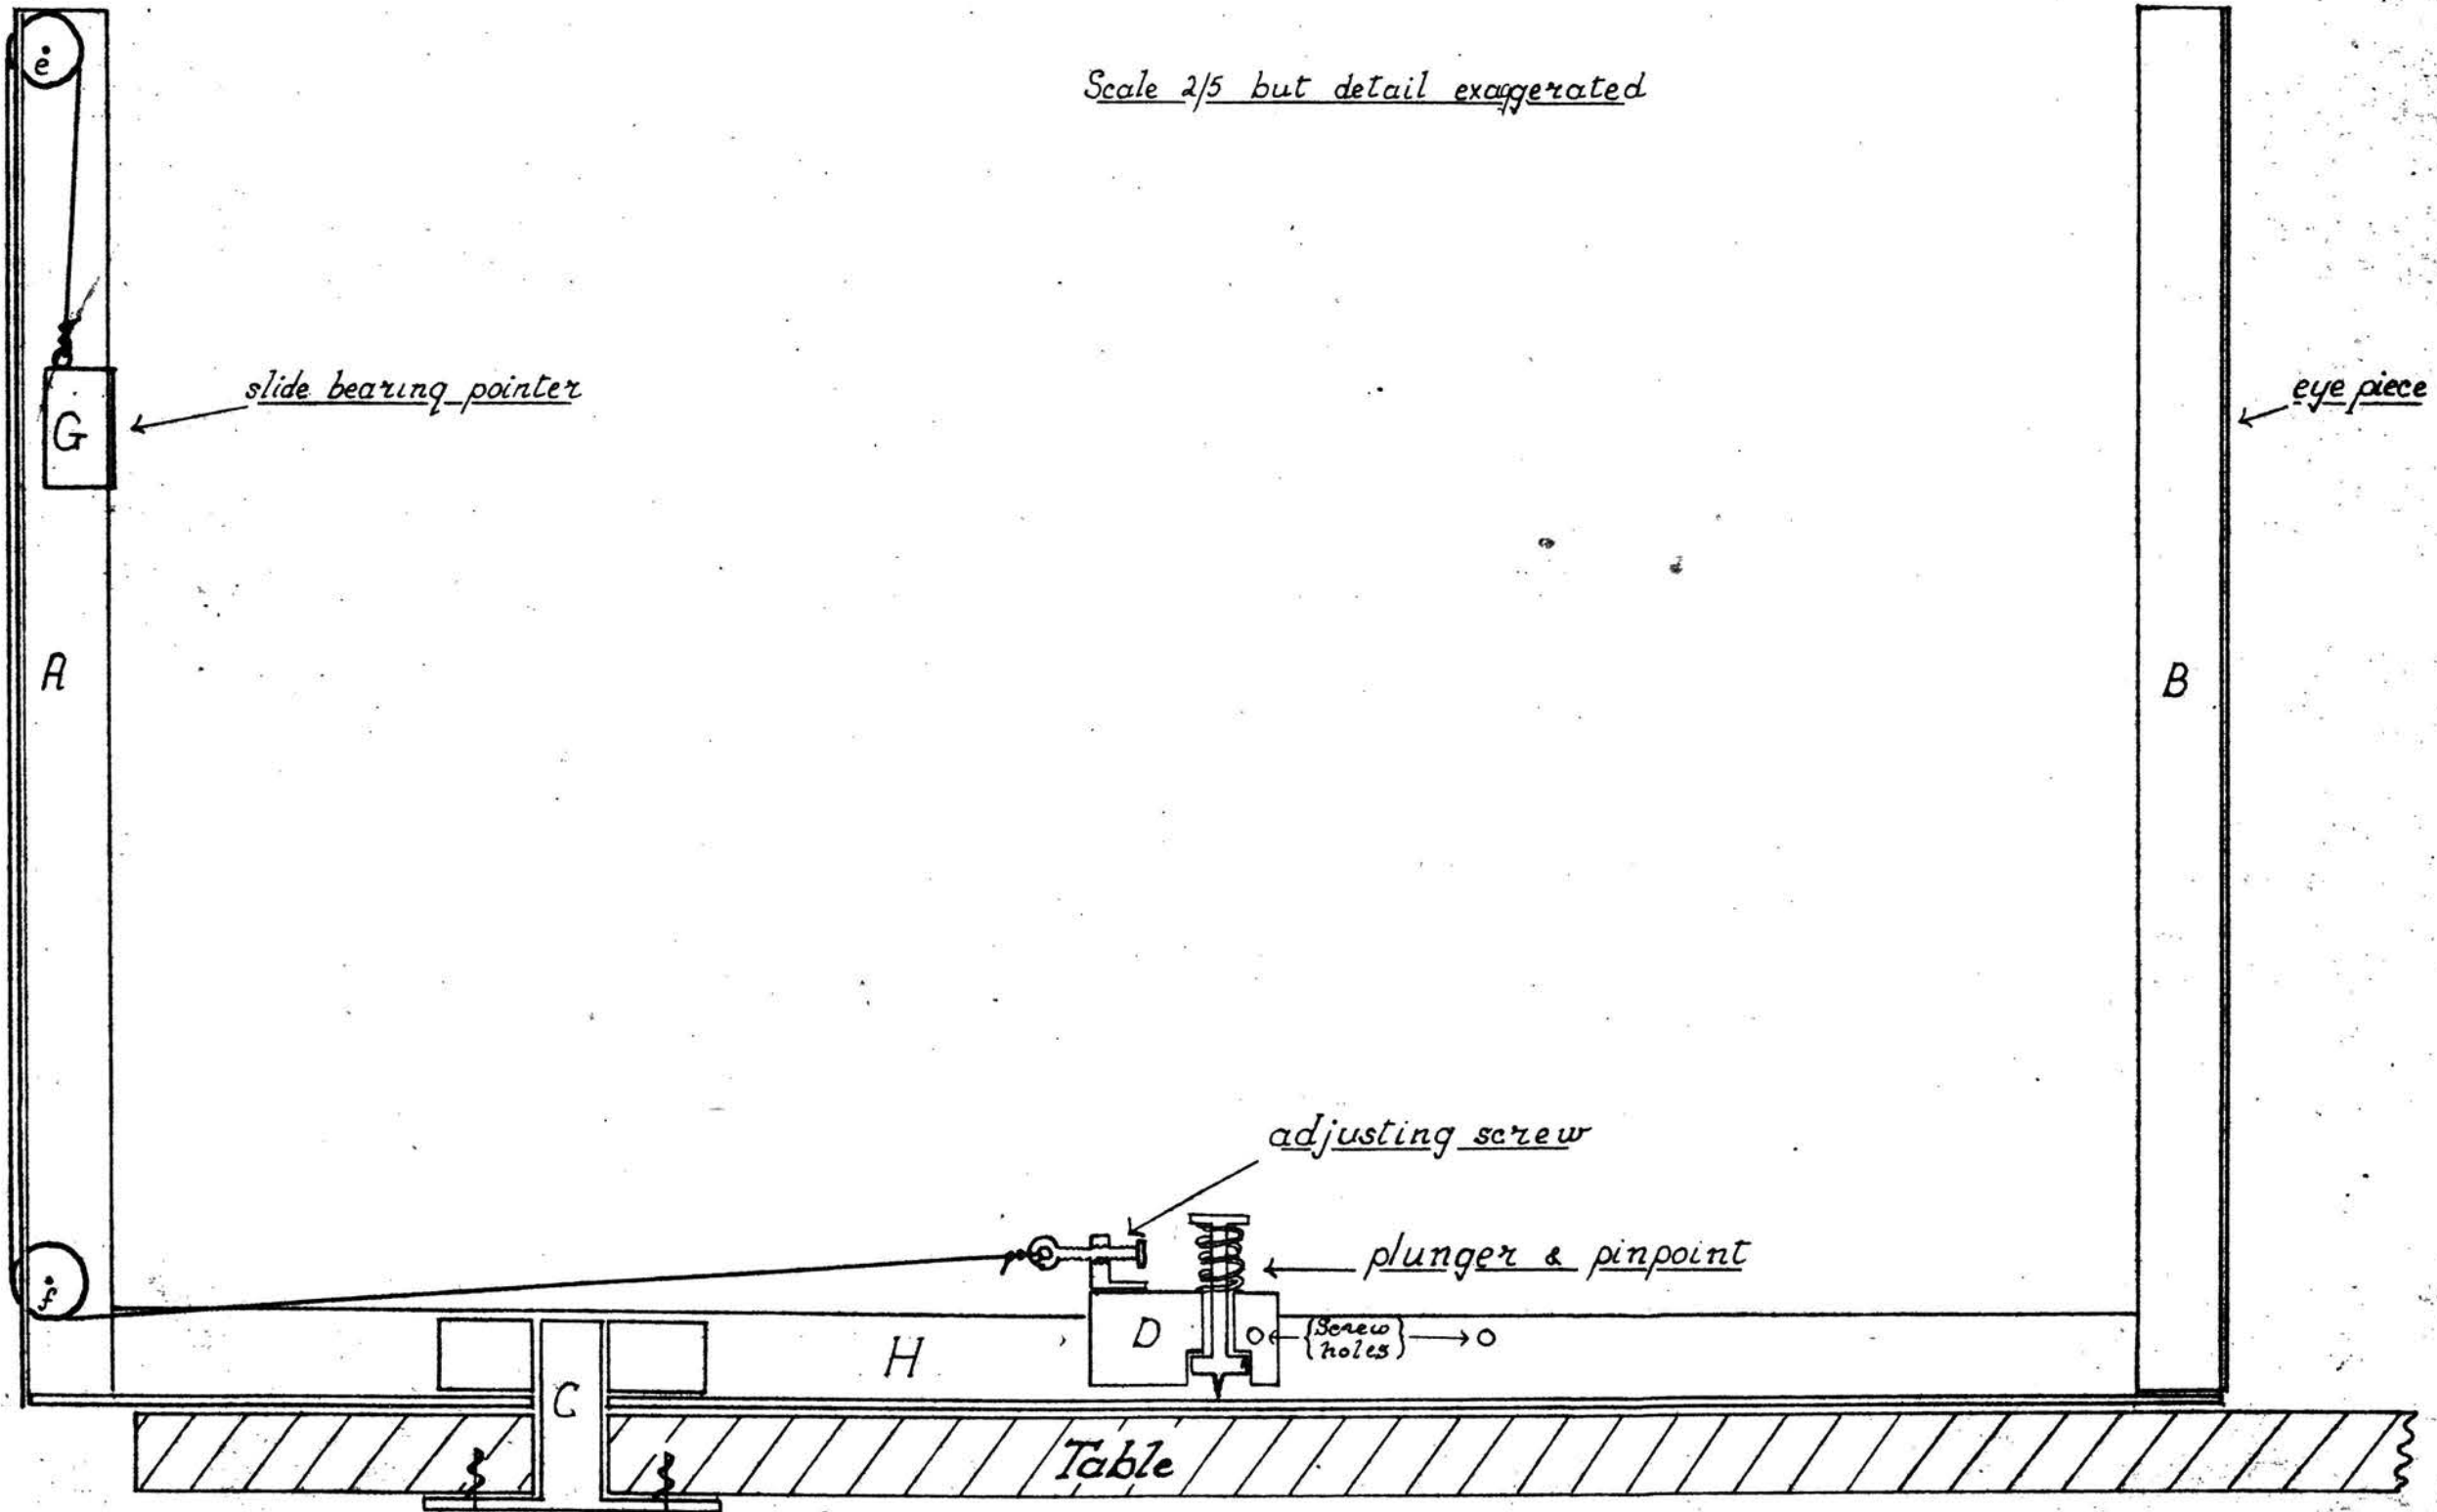 e
Scale 2/5 but detail exaggerated
slide bearing pointer
eye piece
G
A
B
adjusting screw
plunger & pinpoint
f
D
Screw
holes
H
C
Table